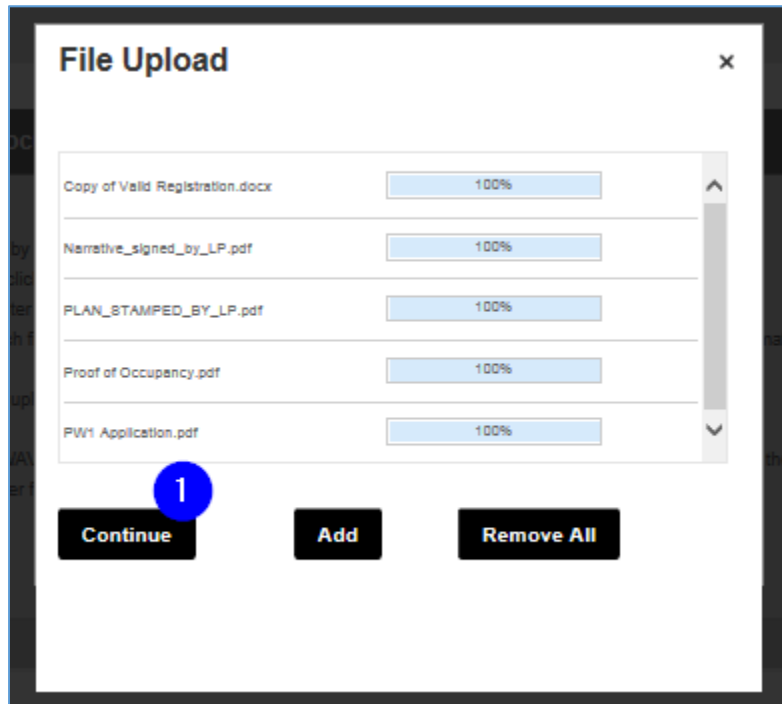 File Upload
×
Copy of Valid Registration.docx 100%
Narrative_signed_by_LP.pdf 100%
PLAN_STAMPED_BY_LP.pdf 100%
Proof of Occupancy.pdf 100%
PW1 Application.pdf 100%
1
Continue Add Remove All